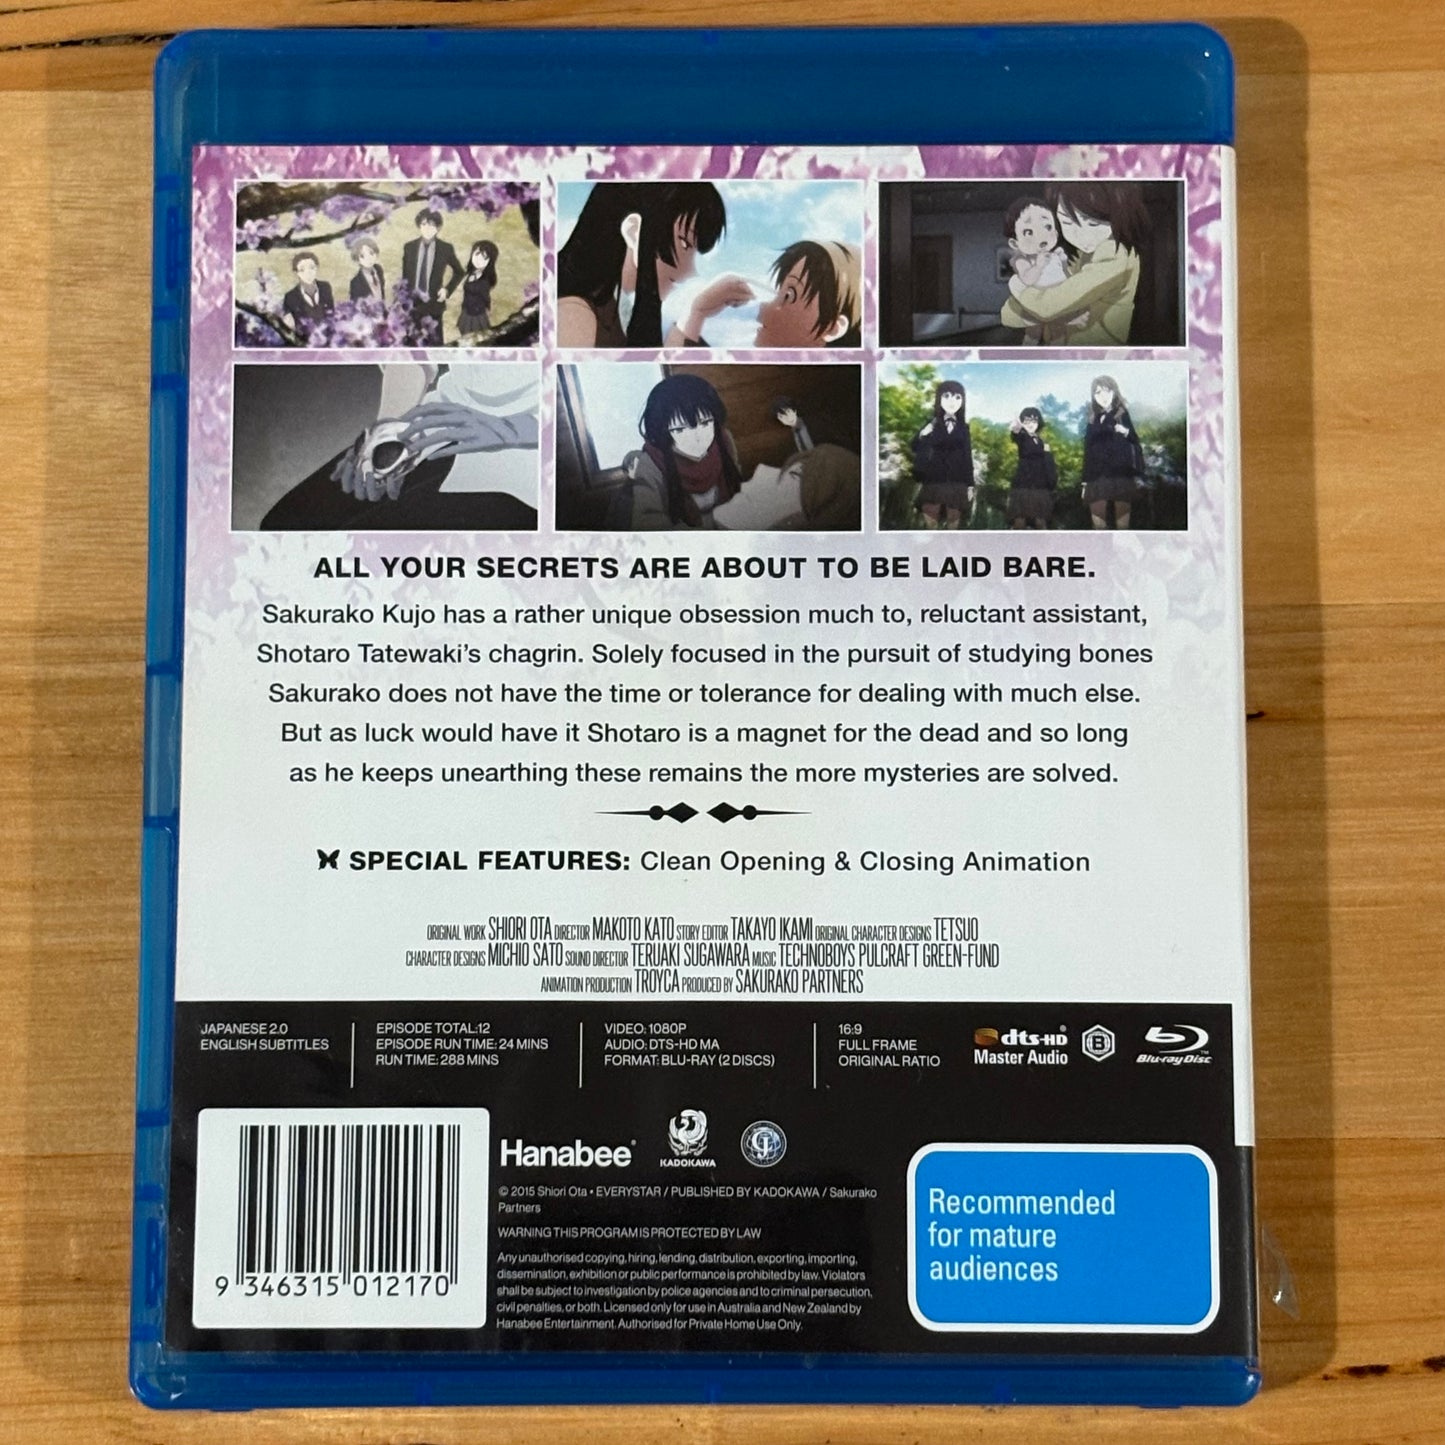 ALL YOUR SECRETS ARE ABOUT TO BE LAID BARE.
Sakurako Kujo has a rather unique obsession much to, reluctant assistant,
Shotaro Tatewaki's chagrin. Solely focused in the pursuit of studying bones
Sakurako does not have the time or tolerance for dealing with much else.
But as luck would have it Shotaro is a magnet for the dead and so long
as he keeps unearthing these remains the more mysteries are solved.
SPECIAL FEATURES: Clean Opening & Closing Animation
ORIGINAL WORK SHIORI OTA DIRECTOR MAKOTO KATO STORY EDITOR TAKAYO IKAMI ORIGINAL CHARACTER DESIGNS TETSUO
CHARACTER DESIGNS MICHIO SATO SOUND DIRECTOR TERUAKI SUGAWARA MUSIC TECHNOBOYS PULCRAFT GREEN-FUND
ANIMATION PRODUCTION TROYCA PRODUCED BY SAKURAKO PARTNERS
JAPANESE 2.0
ENGLISH SUBTITLES
EPISODE TOTAL:12
EPISODE RUN TIME: 24 MINS
RUN TIME: 288 MINS
VIDEO: 1080P
AUDIO: DTS-HD MA
FORMAT: BLU-RAY (2 DISCS)
16:9
FULL FRAME
ORIGINAL RATIO
dts-HD®
Master Audio
B
Blu-ray Disc™
9 346315 012170
Hanabee®
KADOKAWA
© 2015 Shiori Ota • EVERYSTAR / PUBLISHED BY KADOKAWA / Sakurako
Partners
WARNING THIS PROGRAM IS PROTECTED BY LAW
Any unauthorised copying, hiring, lending, distribution, exporting, importing,
dissemination, exhibition or public performance is prohibited by law. Violators
shall be subject to investigation by police agencies and to criminal persecution,
civil penalties, or both. Licensed only for use in Australia and New Zealand by
Hanabee Entertainment. Authorised for Private Home Use Only.
Recommended
for mature
audiences